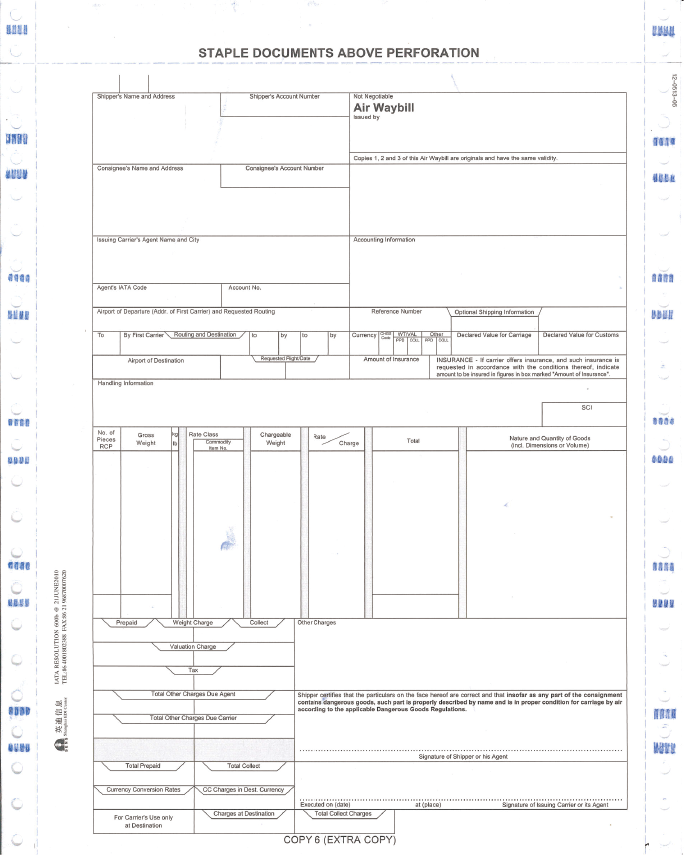 STAPLE DOCUMENTS ABOVE PERFORATION
12-0513-06
Shipper's Name and Address
Shipper's Account Number
Not Negotiable
Air Waybill
Issued by
Copies 1, 2 and 3 of this Air Waybill are originals and have the same validity.
Consignee's Name and Address
Consignee's Account Number
Issuing Carrier's Agent Name and City
Accounting Information
Agent's IATA Code
Account No.
Airport of Departure (Addr. of First Carrier) and Requested Routing
Reference Number
Optional Shipping Information
To
By First Carrier
Routing and Destination
to
by
to
by
Currency
CHGS
Code
WT/VAL
PPD
COLL
Other
PPD
COLL
Declared Value for Carriage
Declared Value for Customs
Airport of Destination
Requested Flight/Date
Amount of Insurance
INSURANCE - If carrier offers insurance, and such insurance is
requested in accordance with the conditions thereof, indicate
amount to be insured in figures in box marked "Amount of Insurance".
Handling Information
SCI
No. of
Pieces
RCP
Gross
Weight
kg
lb
Rate Class
Commodity
Item No.
Chargeable
Weight
Rate
Charge
Total
Nature and Quantity of Goods
(incl. Dimensions or Volume)
IATA RESOLUTION 600b @ 21JUNE2010
英迪信息
Prepaid
Weight Charge
Collect
Other Charges
Valuation Charge
Tax
Total Other Charges Due Agent
Shipper certifies that the particulars on the face hereof are correct and that insofar as any part of the consignment
contains dangerous goods, such part is properly described by name and is in proper condition for carriage by air
according to the applicable Dangerous Goods Regulations.
Total Other Charges Due Carrier
Signature of Shipper or his Agent
Total Prepaid
Total Collect
Currency Conversion Rates
CC Charges in Dest. Currency
Executed on (date)
at (place)
Signature of Issuing Carrier or its Agent
For Carrier's Use only
at Destination
Charges at Destination
Total Collect Charges
COPY 6 (EXTRA COPY)